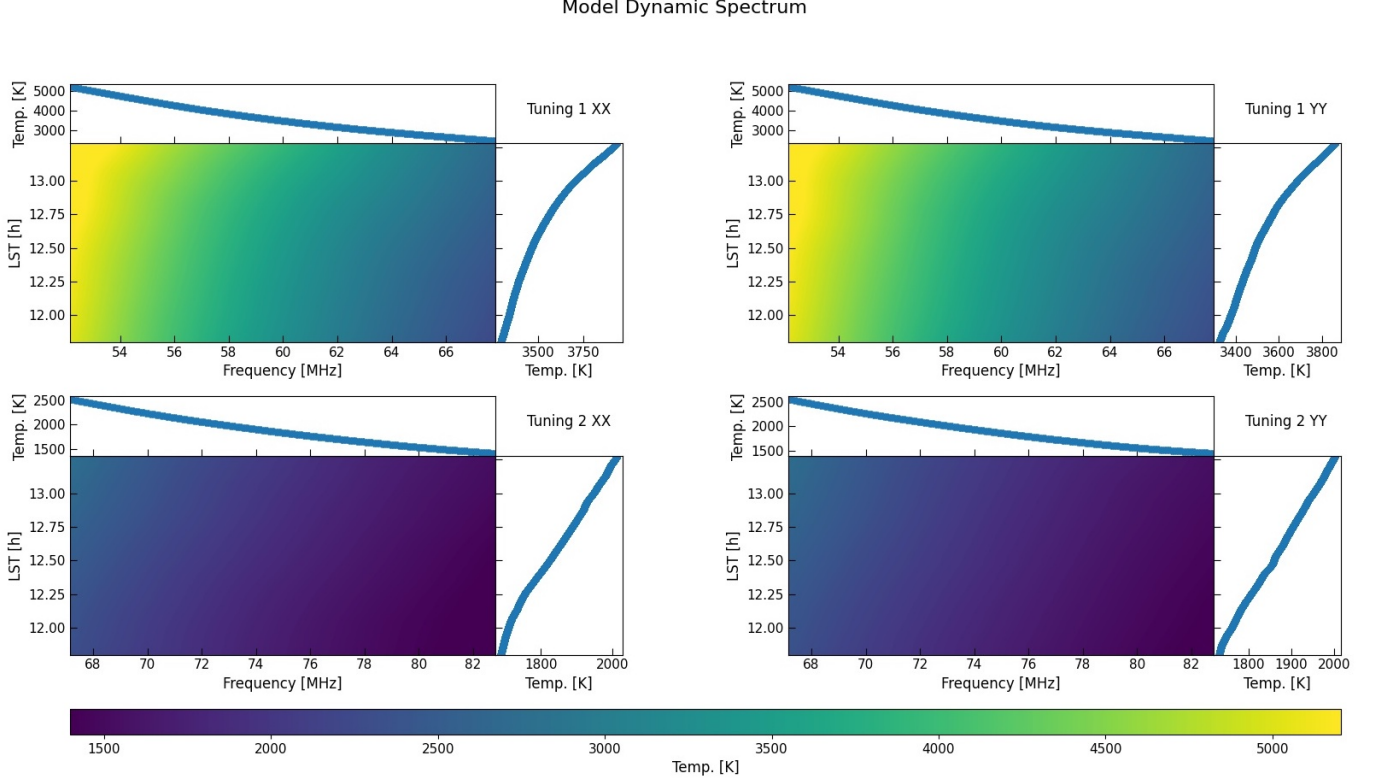 Model Dynamic Spectrum
Temp. [K]
5000
4000
3000
Tuning 1 XX
LST [h]
13.00
12.75
12.50
12.25
12.00
54 56 58 60 62 64 66
Frequency [MHz]
3500 3750
Temp. [K]
Temp. [K]
5000
4000
3000
Tuning 1 YY
LST [h]
13.00
12.75
12.50
12.25
12.00
54 56 58 60 62 64 66
Frequency [MHz]
3400 3600 3800
Temp. [K]
Temp. [K]
2500
2000
1500
Tuning 2 XX
LST [h]
13.00
12.75
12.50
12.25
12.00
68 70 72 74 76 78 80 82
Frequency [MHz]
1800 2000
Temp. [K]
Temp. [K]
2500
2000
1500
Tuning 2 YY
LST [h]
13.00
12.75
12.50
12.25
12.00
68 70 72 74 76 78 80 82
Frequency [MHz]
1800 1900 2000
Temp. [K]
1500 2000 2500 3000 3500 4000 4500 5000
Temp. [K]